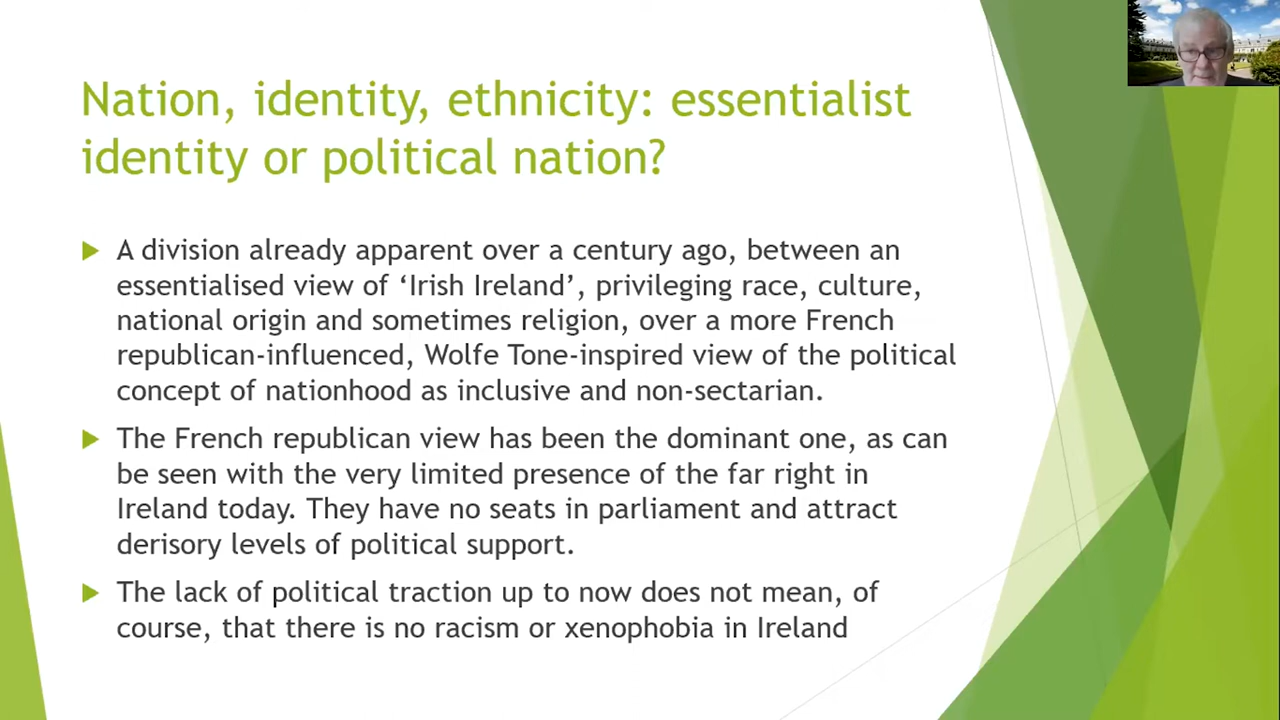 Nation, identity, ethnicity: essentialist
identity or political nation?
A division already apparent over a century ago, between an
essentialised view of ‘Irish Ireland’, privileging race, culture,
national origin and sometimes religion, over a more French
republican-influenced, Wolfe Tone-inspired view of the political
concept of nationhood as inclusive and non-sectarian.
The French republican view has been the dominant one, as can
be seen with the very limited presence of the far right in
Ireland today. They have no seats in parliament and attract
derisory levels of political support.
The lack of political traction up to now does not mean, of
course, that there is no racism or xenophobia in Ireland